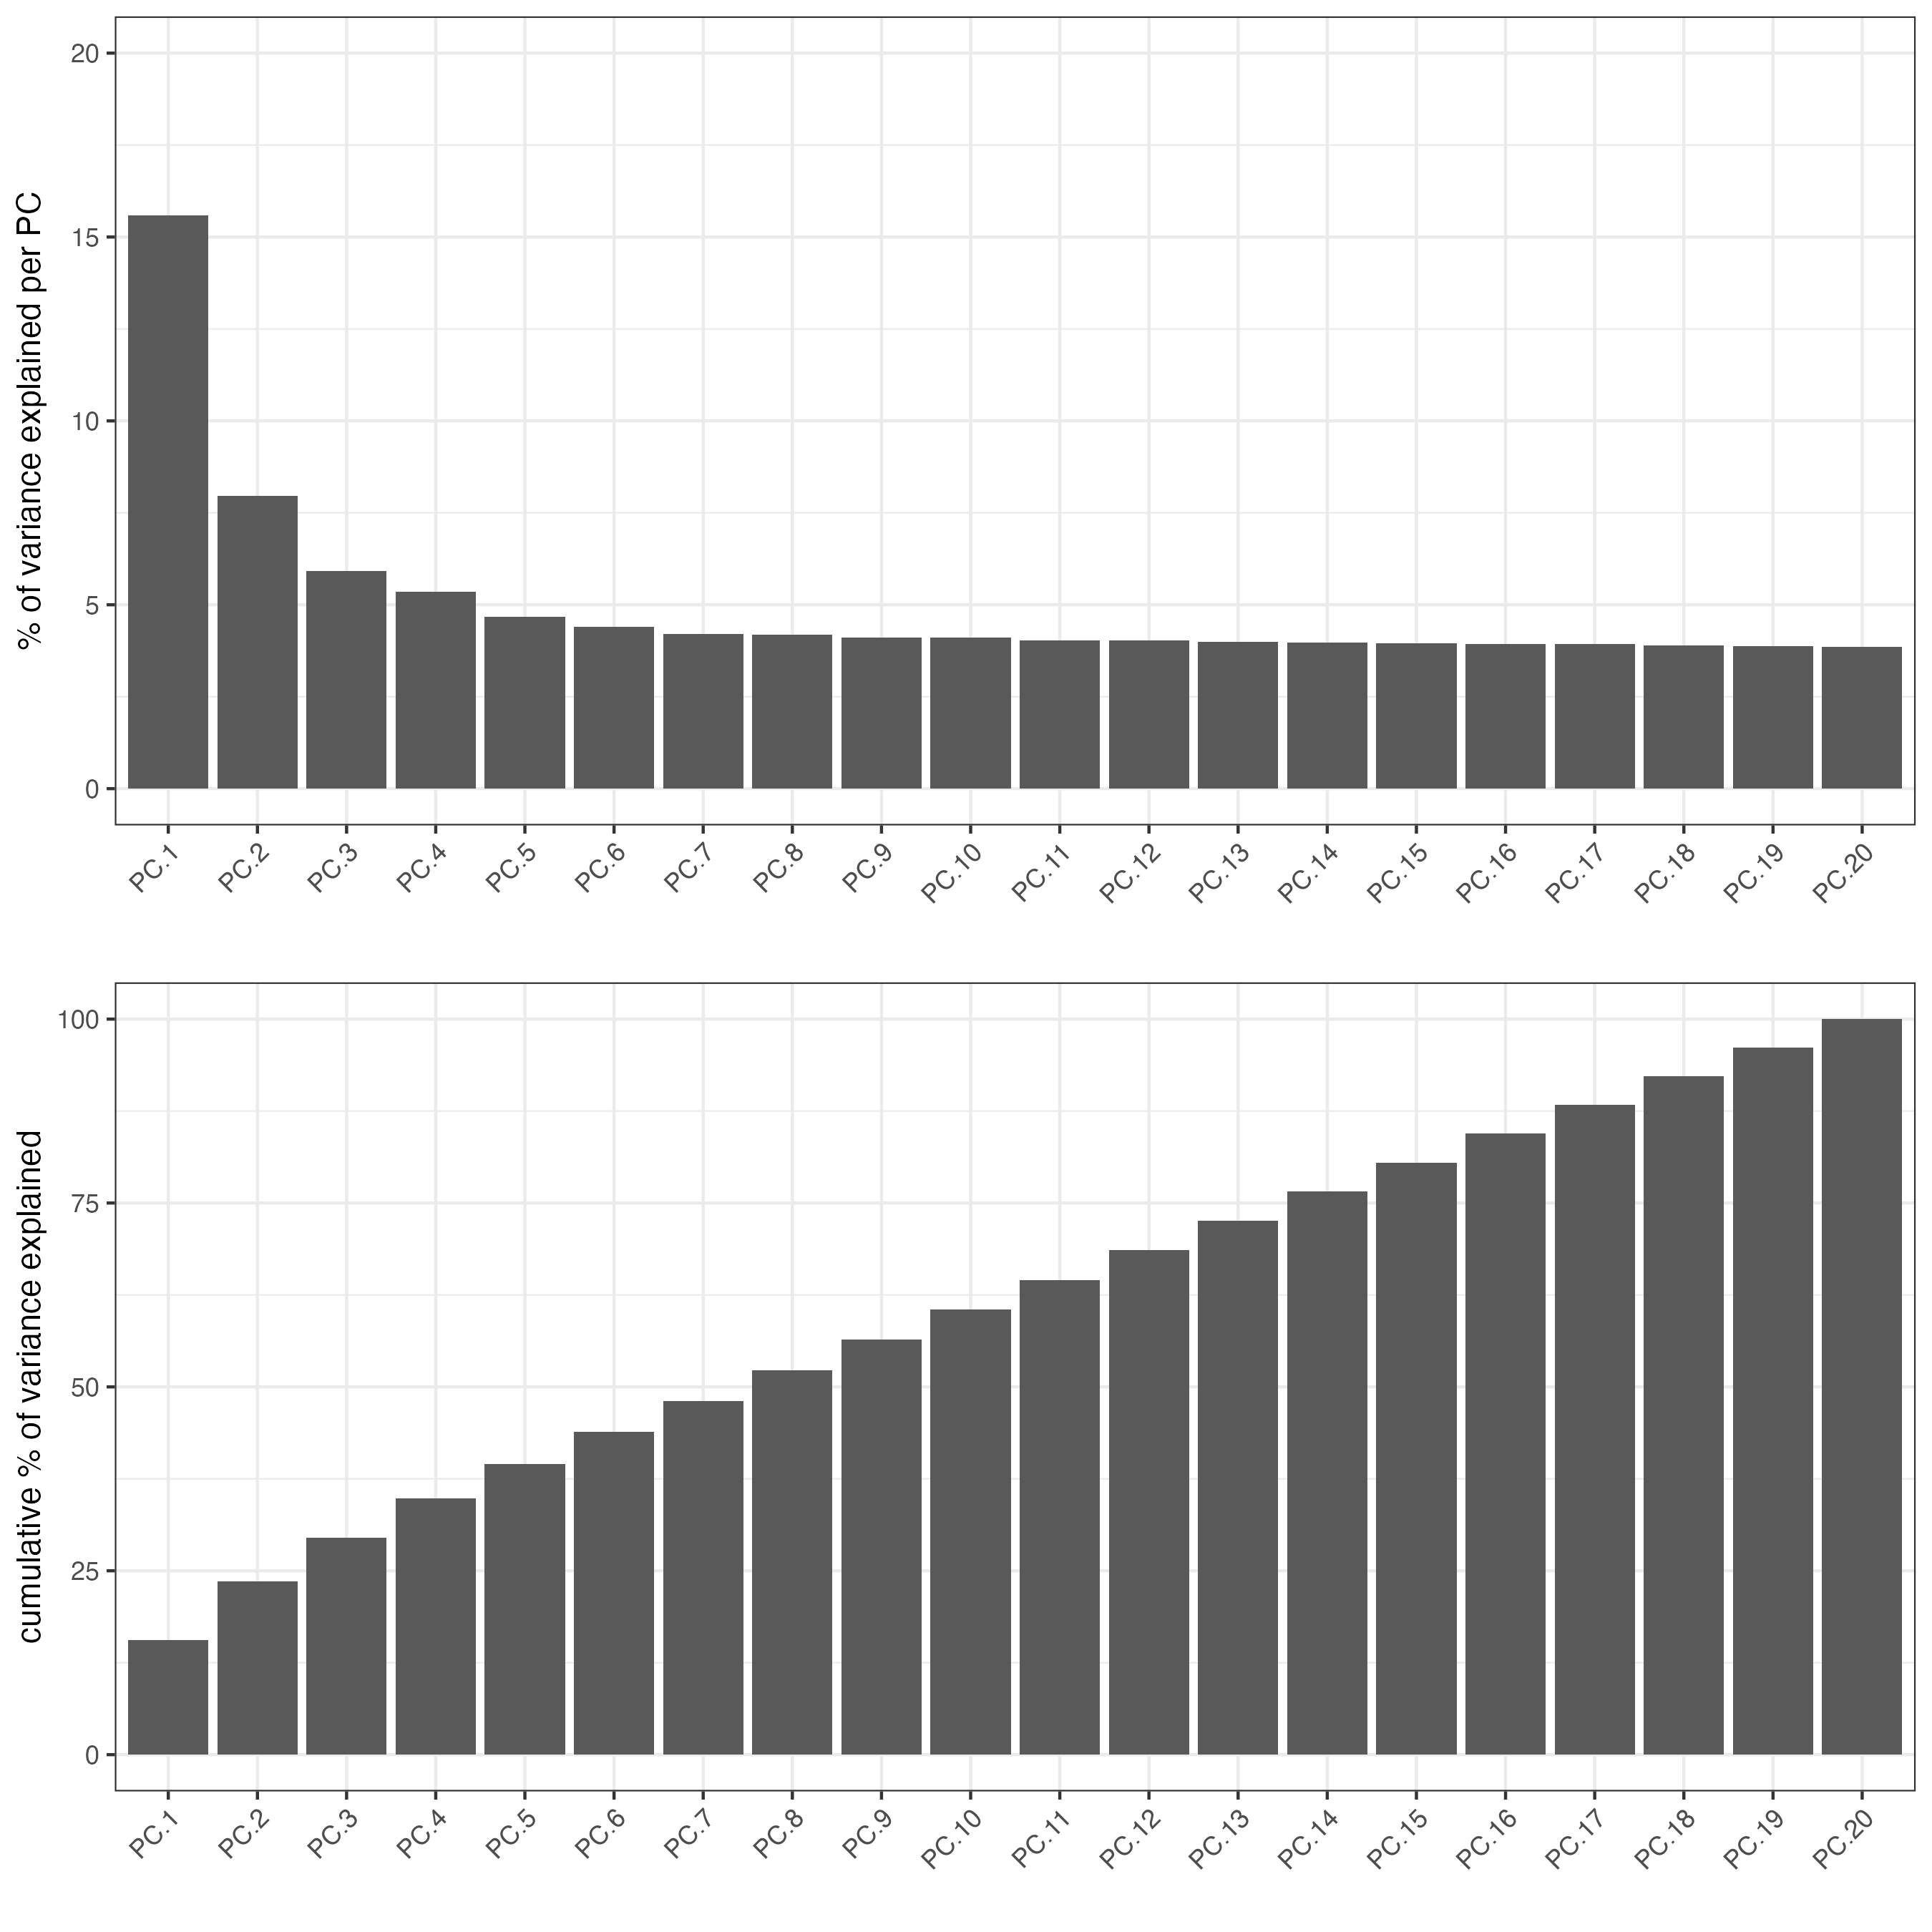 % of variance explained per PC
20
15
10
5
0
PC.1 PC.2 PC.3 PC.4 PC.5 PC.6 PC.7 PC.8 PC.9 PC.10 PC.11 PC.12 PC.13 PC.14 PC.15 PC.16 PC.17 PC.18 PC.19 PC.20
cumulative % of variance explained
100
75
50
25
0
PC.1 PC.2 PC.3 PC.4 PC.5 PC.6 PC.7 PC.8 PC.9 PC.10 PC.11 PC.12 PC.13 PC.14 PC.15 PC.16 PC.17 PC.18 PC.19 PC.20